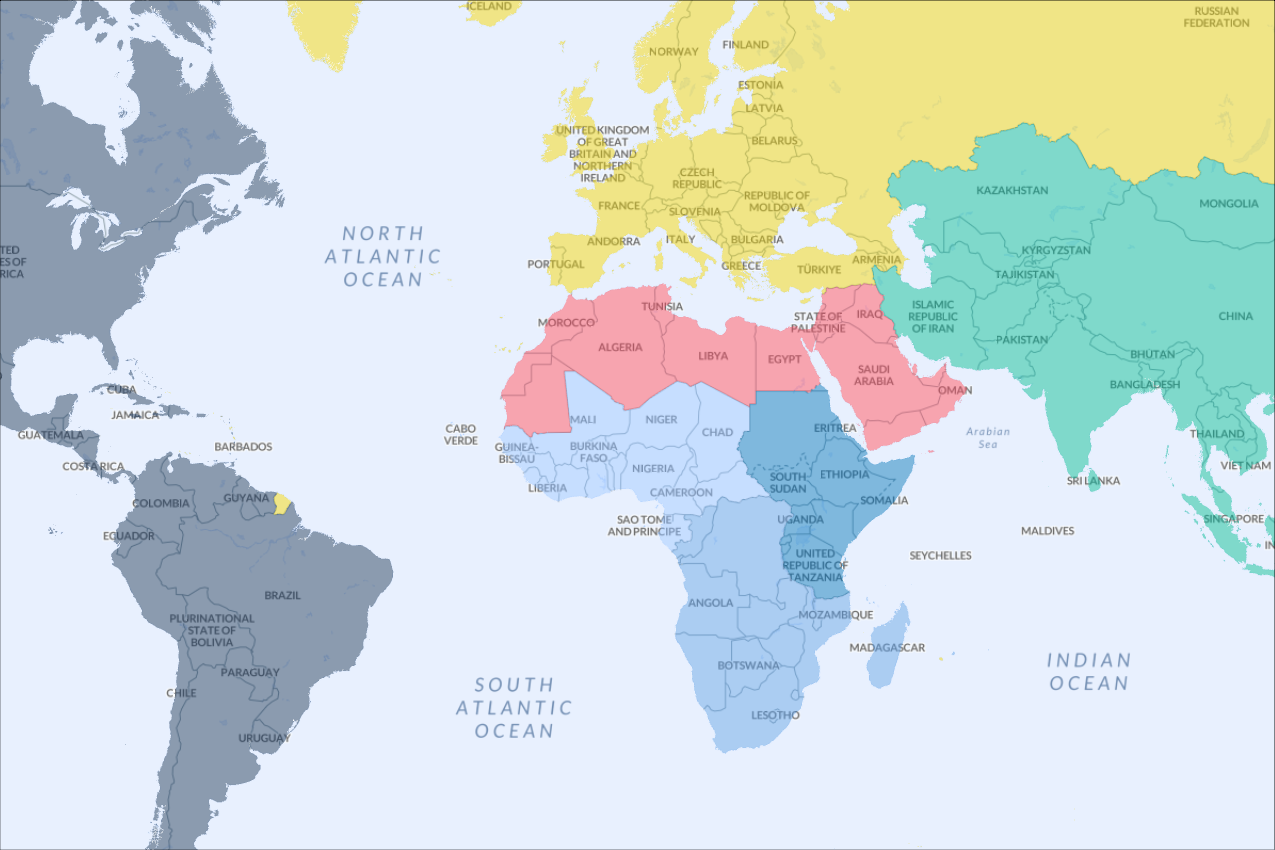 ICELAND
RUSSIAN
FEDERATION
NORWAY
FINLAND
ESTONIA
LATVIA
UNITED KINGDOM
OF GREAT
BRITAIN AND
NORTHERN
IRELAND
BELARUS
CZECH
REPUBLIC
KAZAKHSTAN
FRANCE
REPUBLIC OF
MOLDOVA
MONGOLIA
SLOVENIA
NORTH
ATLANTIC
OCEAN
ANDORRA
ITALY
BULGARIA
TED
ES OF
RICA
KYRGYZSTAN
PORTUGAL
GREECE
TÜRKIYE
ARMENIA
TAJIKISTAN
TUNISIA
ISLAMIC
REPUBLIC
OF IRAN
MOROCCO
STATE OF
PALESTINE
IRAQ
CHINA
ALGERIA
LIBYA
EGYPT
PAKISTAN
BHUTAN
SAUDI
ARABIA
BANGLADESH
CUBA
OMAN
JAMAICA
MALI
NIGER
CABO
VERDE
CHAD
ERITREA
Arabian
Sea
THAILAND
GUATEMALA
BARBADOS
GUINEA-
BISSAU
BURKINA
FASO
COSTA RICA
NIGERIA
ETHIOPIA
VIET NAM
SOUTH
SUDAN
SRI LANKA
LIBERIA
CAMEROON
COLOMBIA
GUYANA
SOMALIA
SAO TOME
AND PRINCIPE
UGANDA
SINGAPORE
ECUADOR
MALDIVES
IN
SEYCHELLES
UNITED
REPUBLIC OF
TANZANIA
BRAZIL
ANGOLA
MOZAMBIQUE
PLURINATIONAL
STATE OF
BOLIVIA
MADAGASCAR
INDIAN
OCEAN
PARAGUAY
BOTSWANA
CHILE
SOUTH
ATLANTIC
OCEAN
LESOTHO
URUGUAY